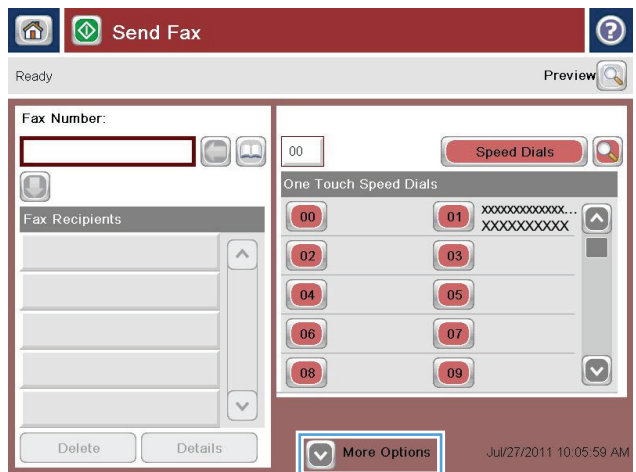 Send Fax
?
Ready
Preview
Fax Number:
00
Speed Dials
One Touch Speed Dials
Fax Recipients
00
01 XXXXXXXXXXXX...
XXXXXXXXXX
02
03
04
05
06
07
08
09
Delete
Details
More Options
Jul/27/2011 10:05:59 AM